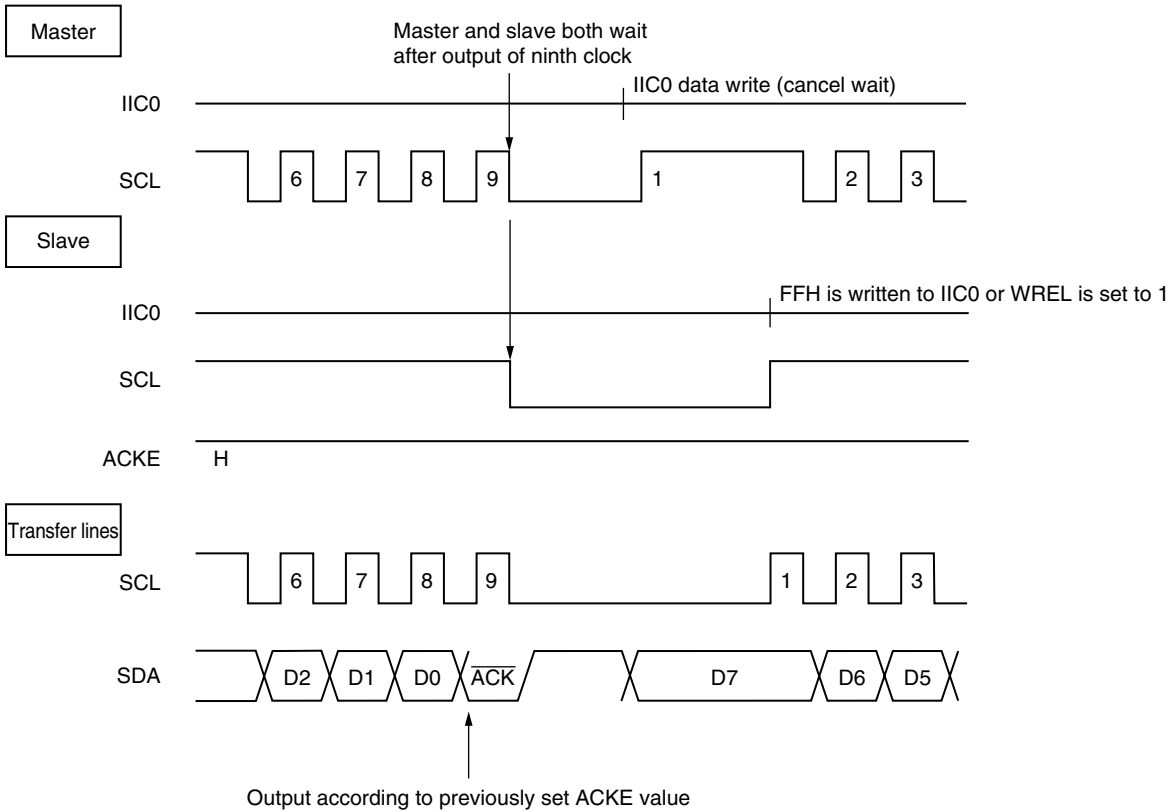 Master
Master and slave both wait
after output of ninth clock
IIC0 data write (cancel wait)
IIC0
SCL
6 7 8 9 1 2 3
Slave
FFH is written to IIC0 or WREL is set to 1
IIC0
SCL
ACKE H
Transfer lines
SCL
6 7 8 9 1 2 3
SDA
D2 D1 D0 ACK D7 D6 D5
Output according to previously set ACKE value